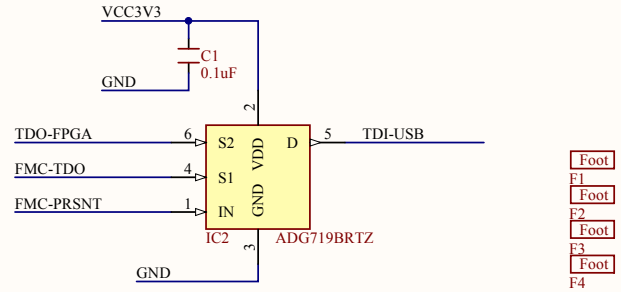 VCC3V3
C1
0.1uF
GND
2
TDO-FPGA 6 S2 VDD D 5 TDI-USB
FMC-TDO 4 S1
FMC-PRSNT 1 IN GND
IC2 ADG719BRTZ
3
GND
Foot
F1
Foot
F2
Foot
F3
Foot
F4